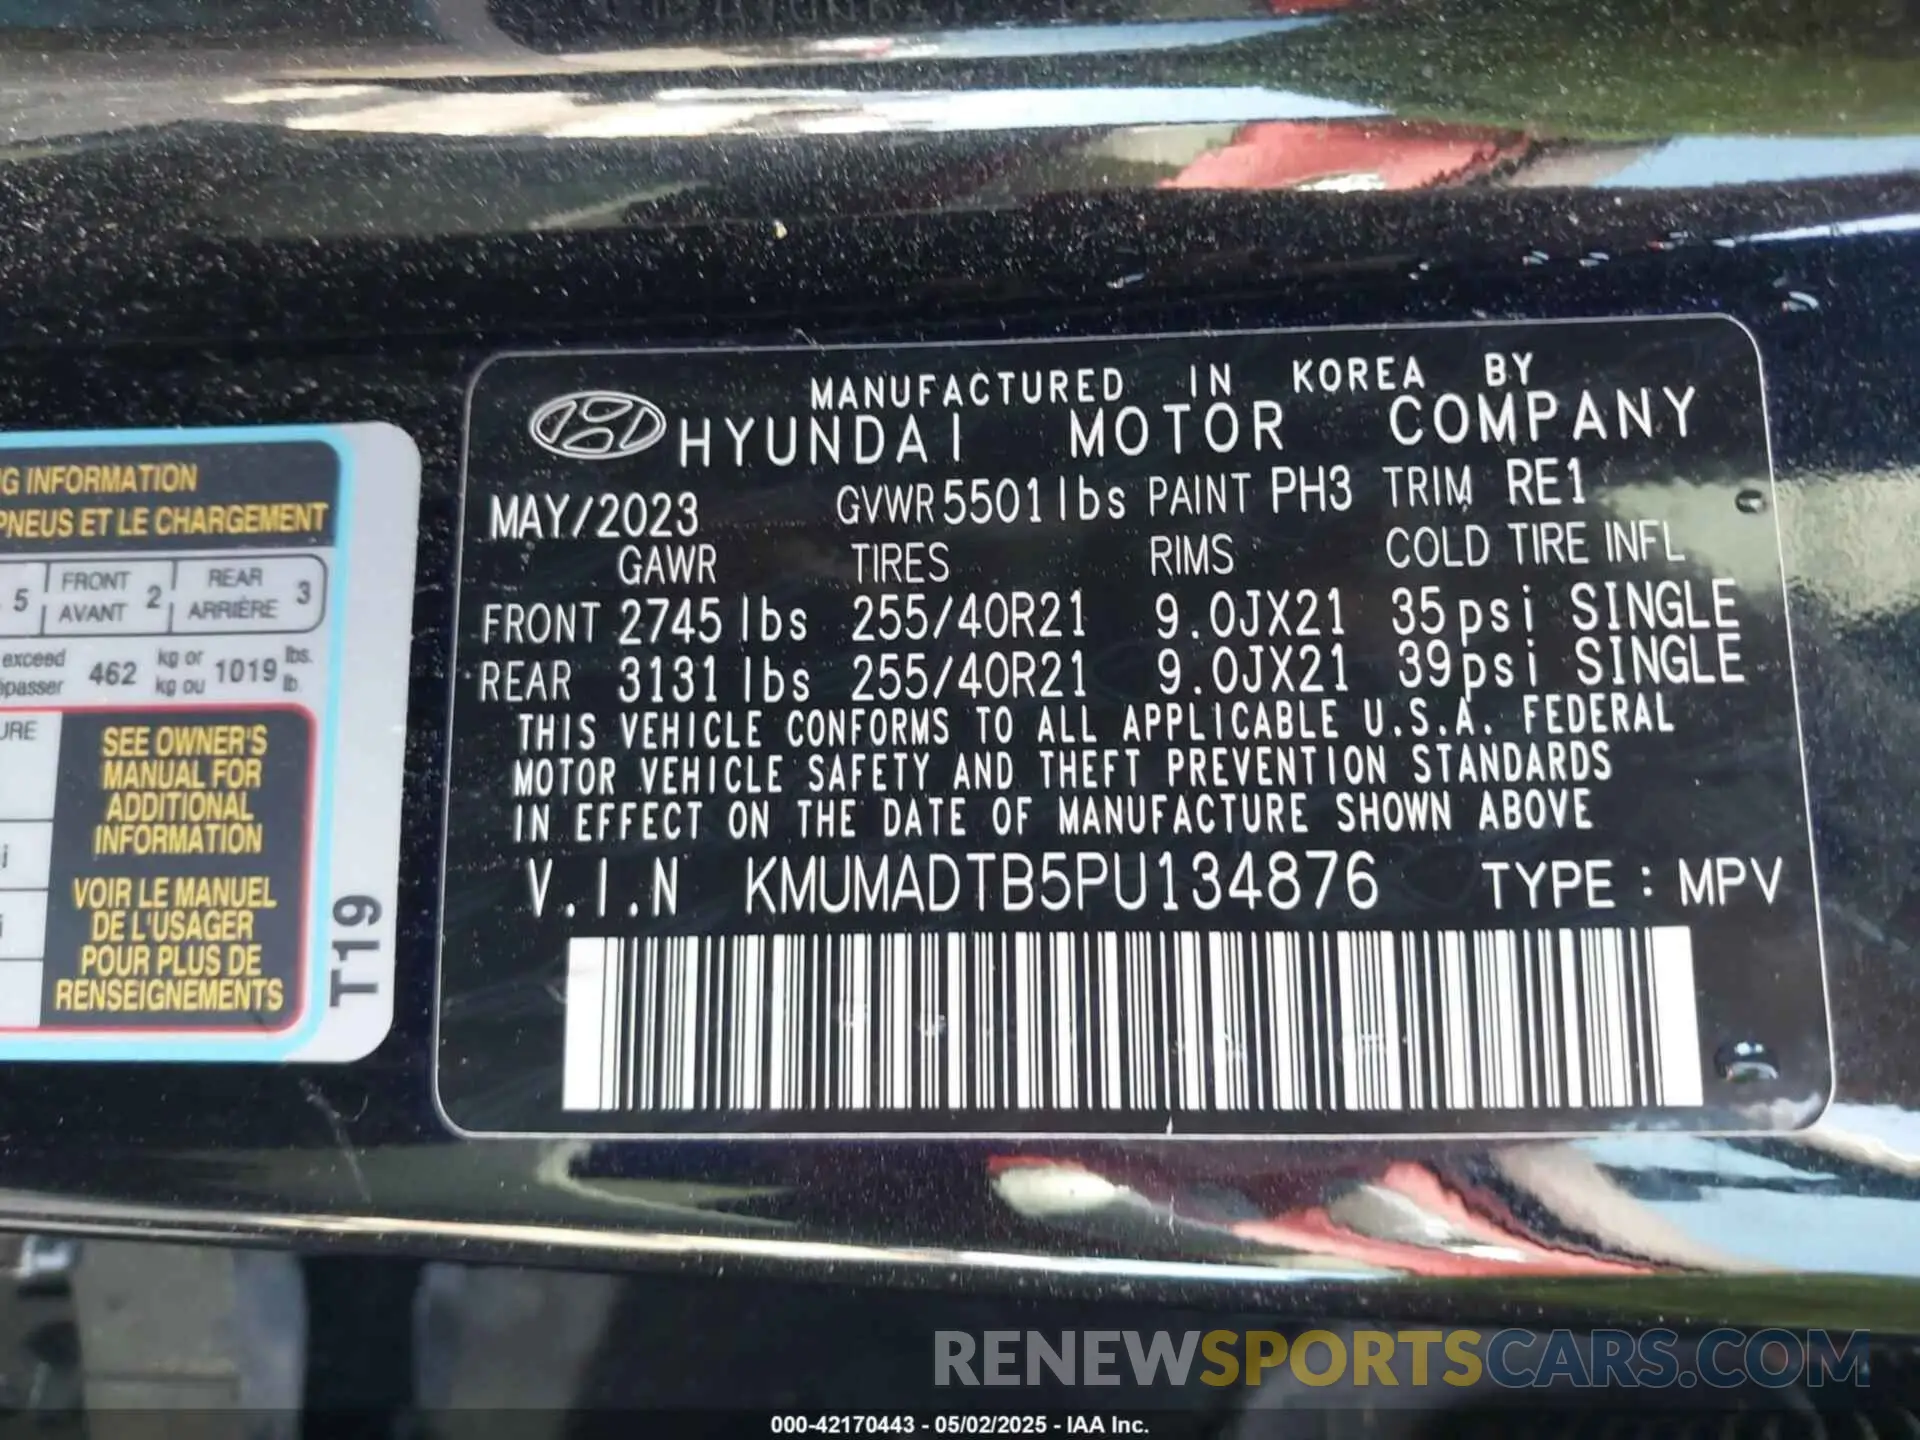 G INFORMATION
PNEUS ET LE CHARGEMENT
5 FRONT AVANT 2 REAR ARRIÈRE 3
exceed 462 kg or 1019 lbs.
kg ou lb.
SEE OWNER'S
MANUAL FOR
ADDITIONAL
INFORMATION
VOIR LE MANUEL
DE L'USAGER
POUR PLUS DE
RENSEIGNEMENTS
T19
MANUFACTURED IN KOREA BY
HYUNDAI MOTOR COMPANY
MAY/2023 GVWR 5501 lbs PAINT PH3 TRIM RE1
GAWR TIRES RIMS COLD TIRE INFL
FRONT 2745 lbs 255/40R21 9.0JX21 35psi SINGLE
REAR 3131 lbs 255/40R21 9.0JX21 39psi SINGLE
THIS VEHICLE CONFORMS TO ALL APPLICABLE U.S.A. FEDERAL
MOTOR VEHICLE SAFETY AND THEFT PREVENTION STANDARDS
IN EFFECT ON THE DATE OF MANUFACTURE SHOWN ABOVE
V.I.N KMUMADTB5PU134876 TYPE : MPV
RENEWSPORTSCARS.COM
000-42170443 - 05/02/2025 - IAA Inc.